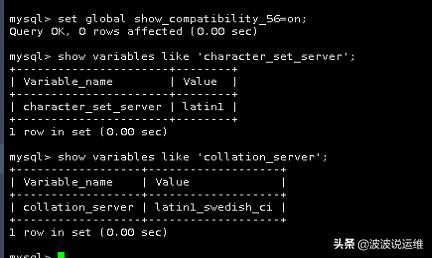 mysql> set global show_compatibility_56=on;
Query OK, 0 rows affected (0.00 sec)
mysql> show variables like 'character_set_server';
+----------------------+--------+
| Variable_name        | Value  |
+----------------------+--------+
| character_set_server | latin1 |
+----------------------+--------+
1 row in set (0.00 sec)
mysql> show variables like 'collation_server';
+------------------+-------------------+
| Variable_name    | Value             |
+------------------+-------------------+
| collation_server | latin1_swedish_ci |
+------------------+-------------------+
1 row in set (0.00 sec)
mysql>
头条 @波波说运维